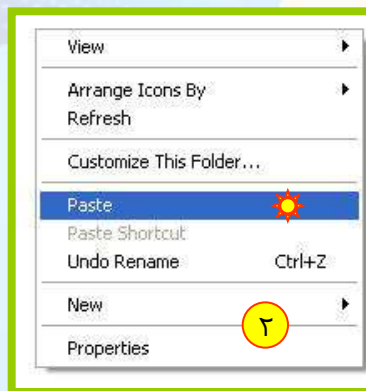 View
Arrange Icons By
Refresh
Customize This Folder...
Paste
Paste Shortcut
Undo Rename Ctrl+Z
New
٢
Properties